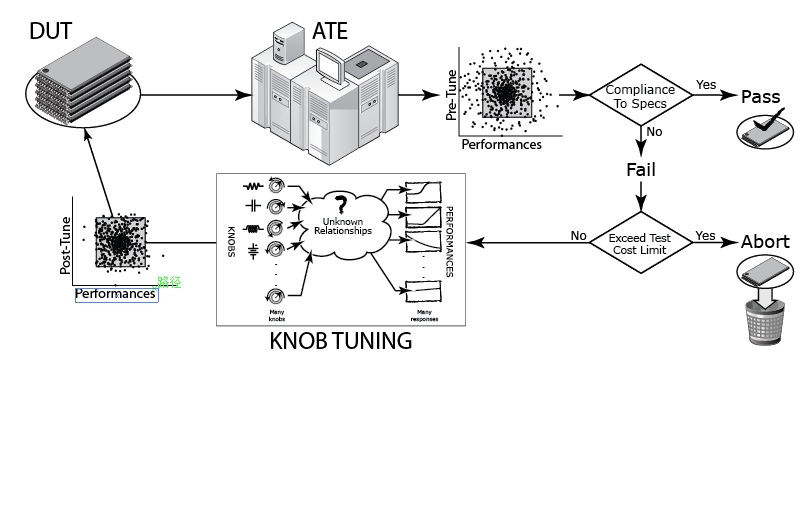 DUT
ATE
Pre-Tune
Performances
Compliance
To Specs
Yes
Pass
No
Fail
Exceed Test
Cost Limit
Yes
Abort
No
KNOBS
?
Unknown
Relationships
PERFORMANCES
Many
knobs
Many
responses
KNOB TUNING
Post-Tune
Performances
路径